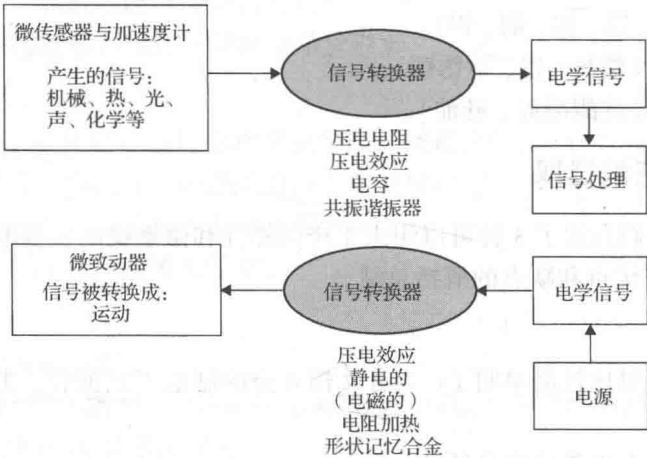 微传感器与加速度计
产生的信号：
机械、热、光、
声、化学等
信号转换器
压电电阻
压电效应
电容
共振谐振器
电学信号
信号处理
微致动器
信号被转换成：
运动
信号转换器
压电效应
静电的
（电磁的）
电阻加热
形状记忆合金
电学信号
电源